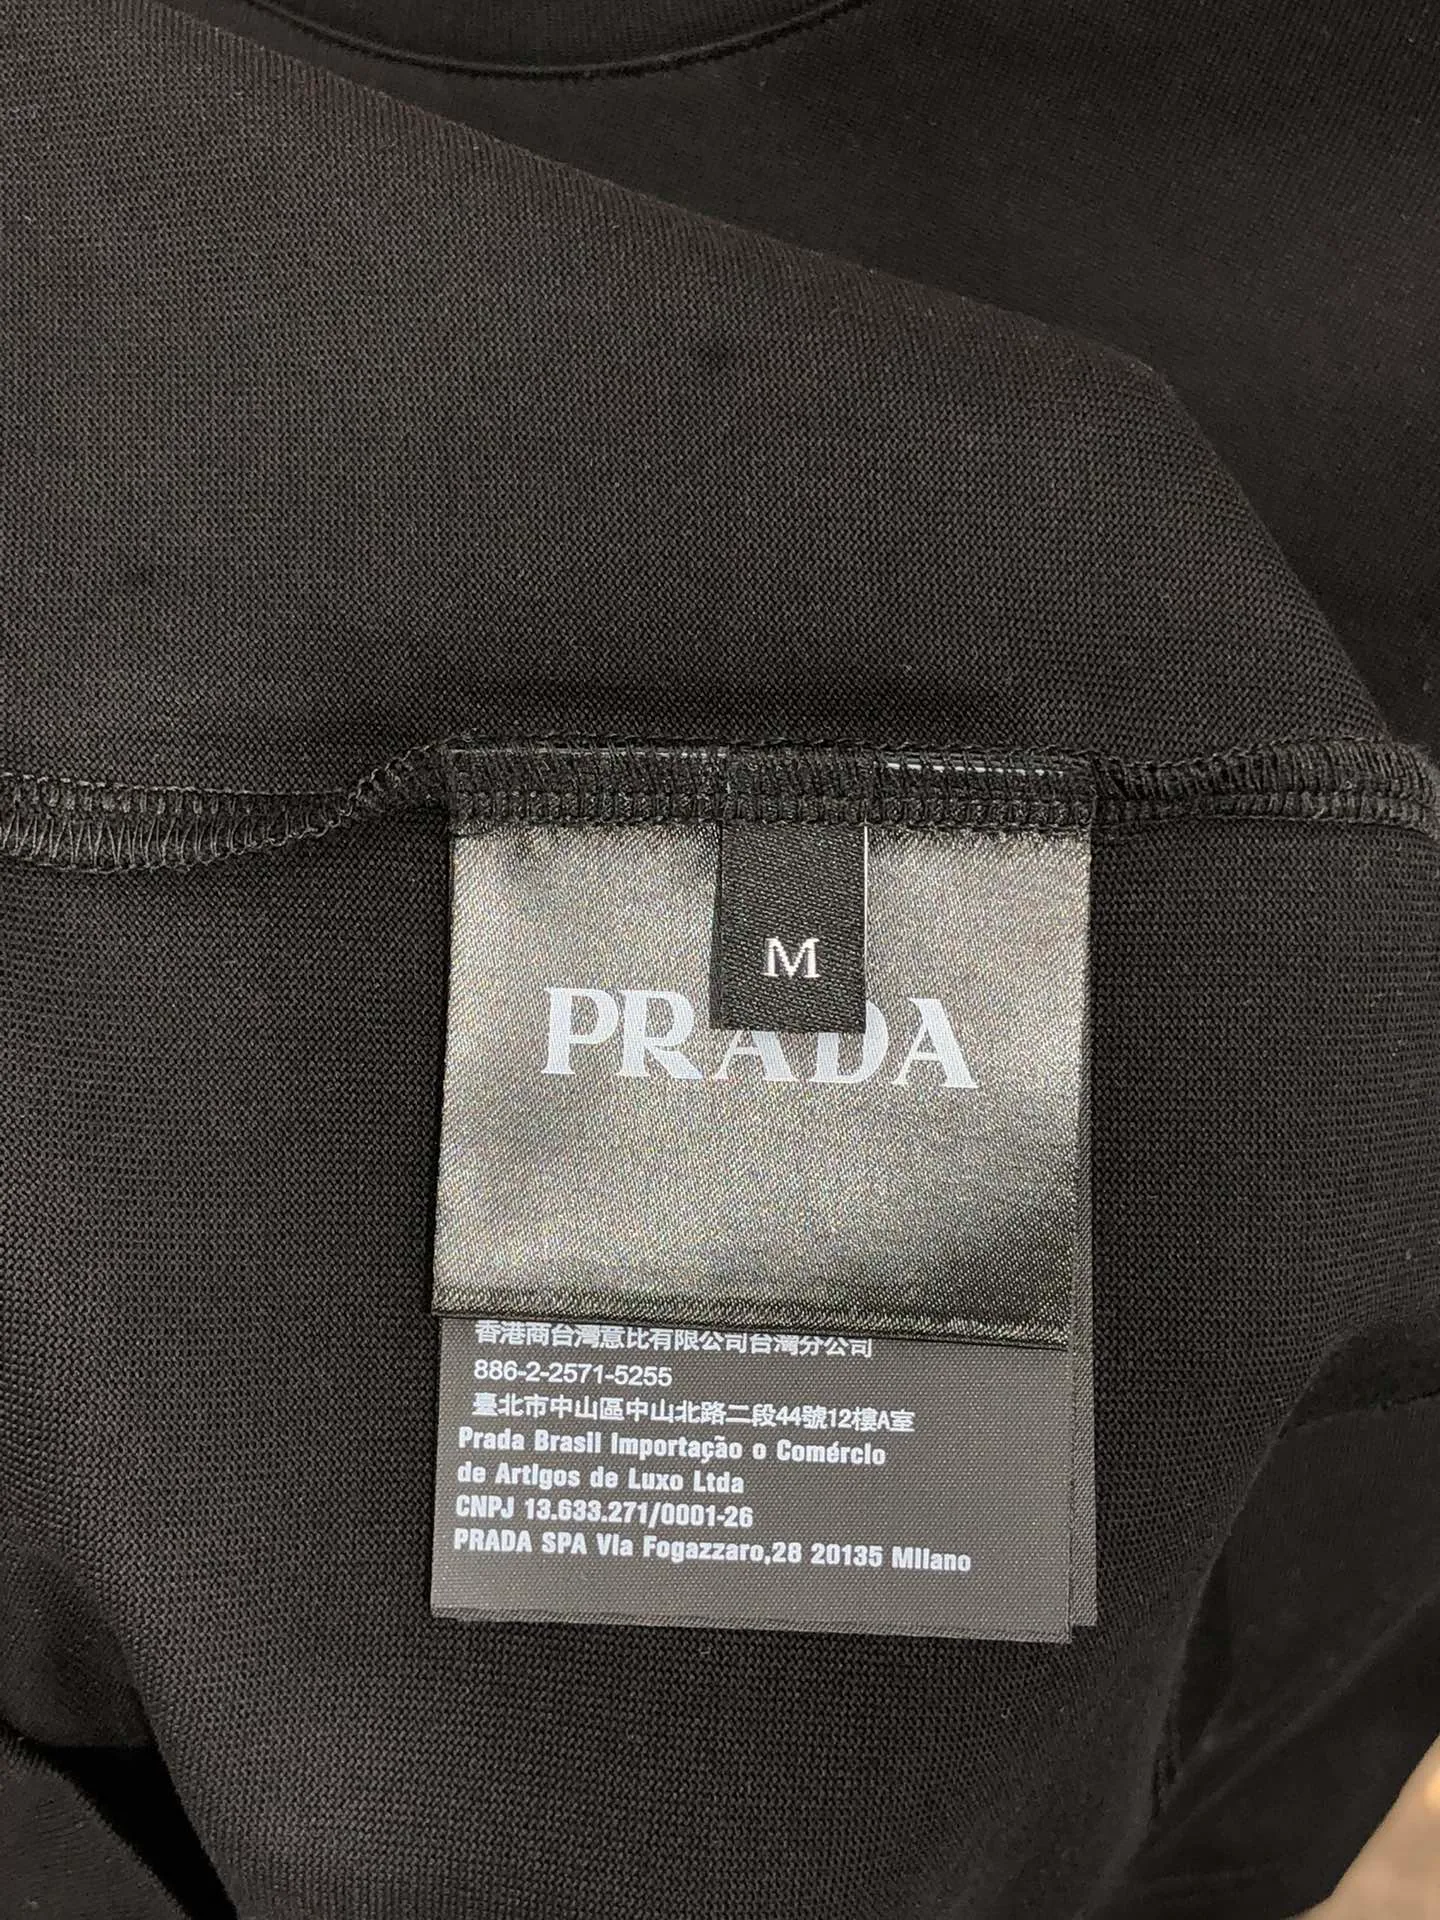 M
PRADA
香港商台灣意比有限公司台灣分公司
886-2-2571-5255
臺北市中山區中山北路二段44號12樓A室
Prada Brasil Importação o Comércio
de Artigos de Luxo Ltda
CNPJ 13.633.271/0001-26
PRADA SPA Via Fogazzaro,28 20135 Milano